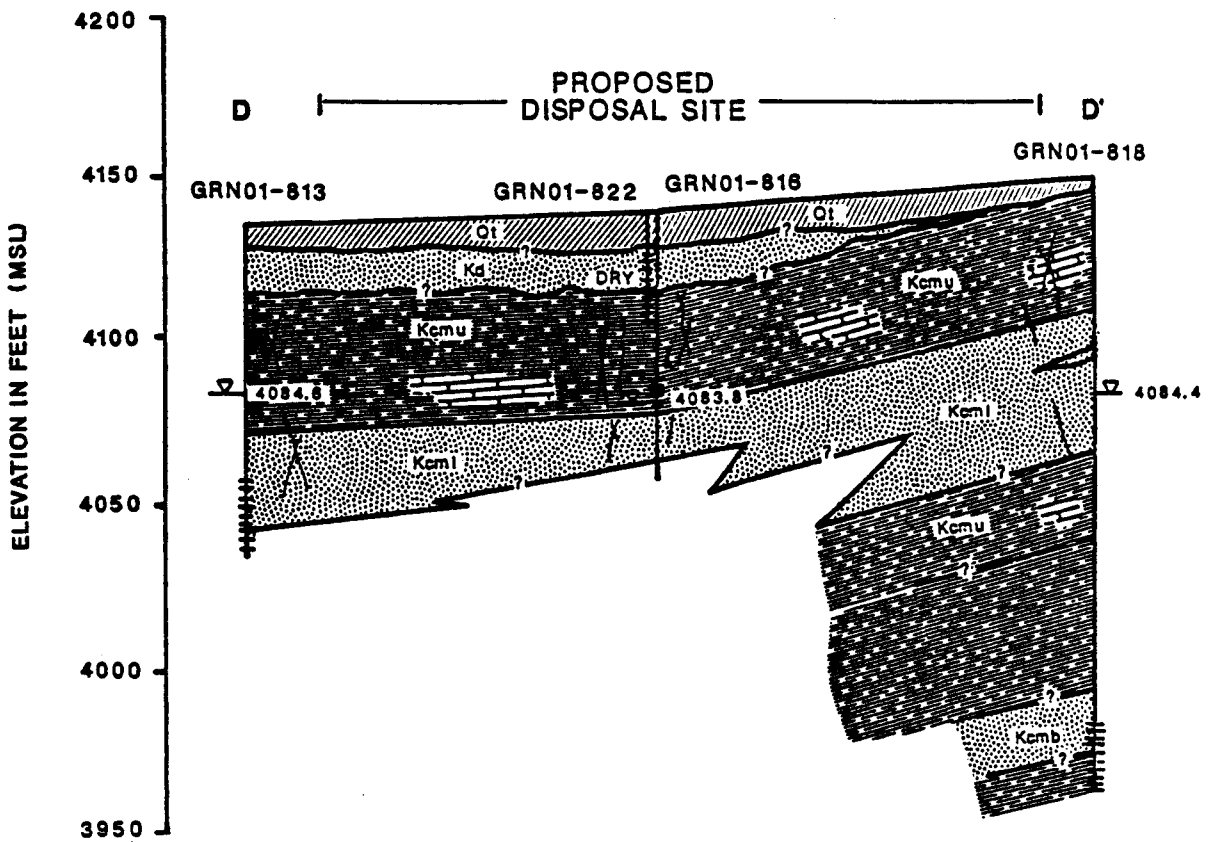 4200
PROPOSED
D DISPOSAL SITE D'
GRN01-818
4150
GRN01-813 GRN01-822 GRN01-816
Qt
Qt
?
?
Kd
DRY
?
?
Kcmu
Kcmu
4100
4084.6
4083.8
4084.4
Kcml
Kcml
?
?
?
4050
Kcmu
?
4000
?
Kcmb
?
3950
ELEVATION IN FEET (MSL)